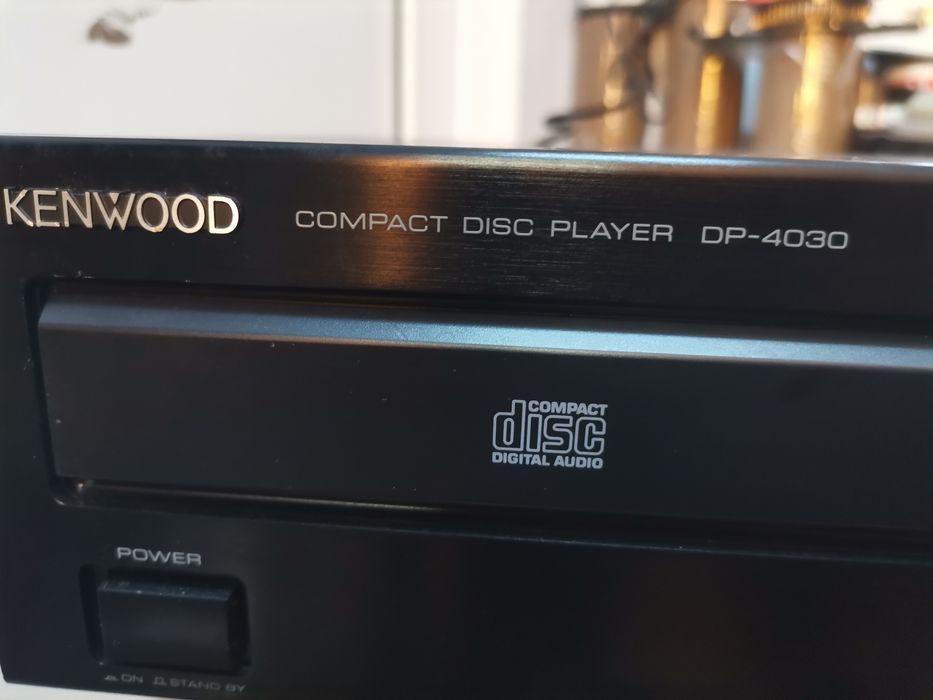 KENWOOD COMPACT DISC PLAYER DP-4030
COMPACT
disc
DIGITAL AUDIO
POWER
ON STAND BY